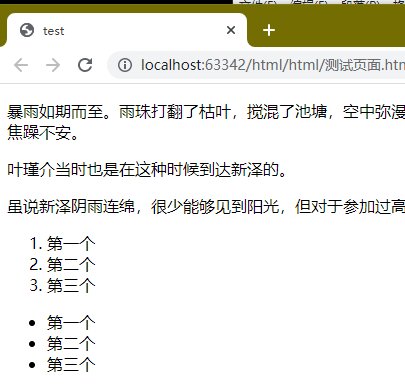 test
localhost:63342/html/html/测试页面.htm
暴雨如期而至。雨珠打翻了枯叶，搅混了池塘，空中弥漫
焦躁不安。
叶瑾介当时也是在这种时候到达新泽的。
虽说新泽阴雨连绵，很少能够见到阳光，但对于参加过高
1. 第一个
2. 第二个
3. 第三个
• 第一个
• 第二个
• 第三个